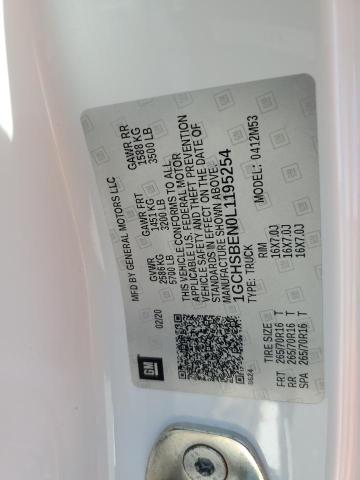 MFD BY GENERAL MOTORS LLC
02/20
GVWR
2586 KG
5700 LB
GAWR FRT
1451 KG
3200 LB
GAWR RR
1588 KG
3500 LB
THIS VEHICLE CONFORMS TO ALL
APPLICABLE U.S. FEDERAL MOTOR
VEHICLE SAFETY AND THEFT PREVENTION
STANDARDS IN EFFECT ON THE DATE OF
MANUFACTURE SHOWN ABOVE.
1GCHSBEN0L1195254
TYPE: TRUCK
MODEL: 0412M53
GM
8624
TIRE SIZE
RIM
FRT 265/70R16 T 16X7.0J
RR 265/70R16 T 16X7.0J
SPA 265/70R16 T 16X7.0J